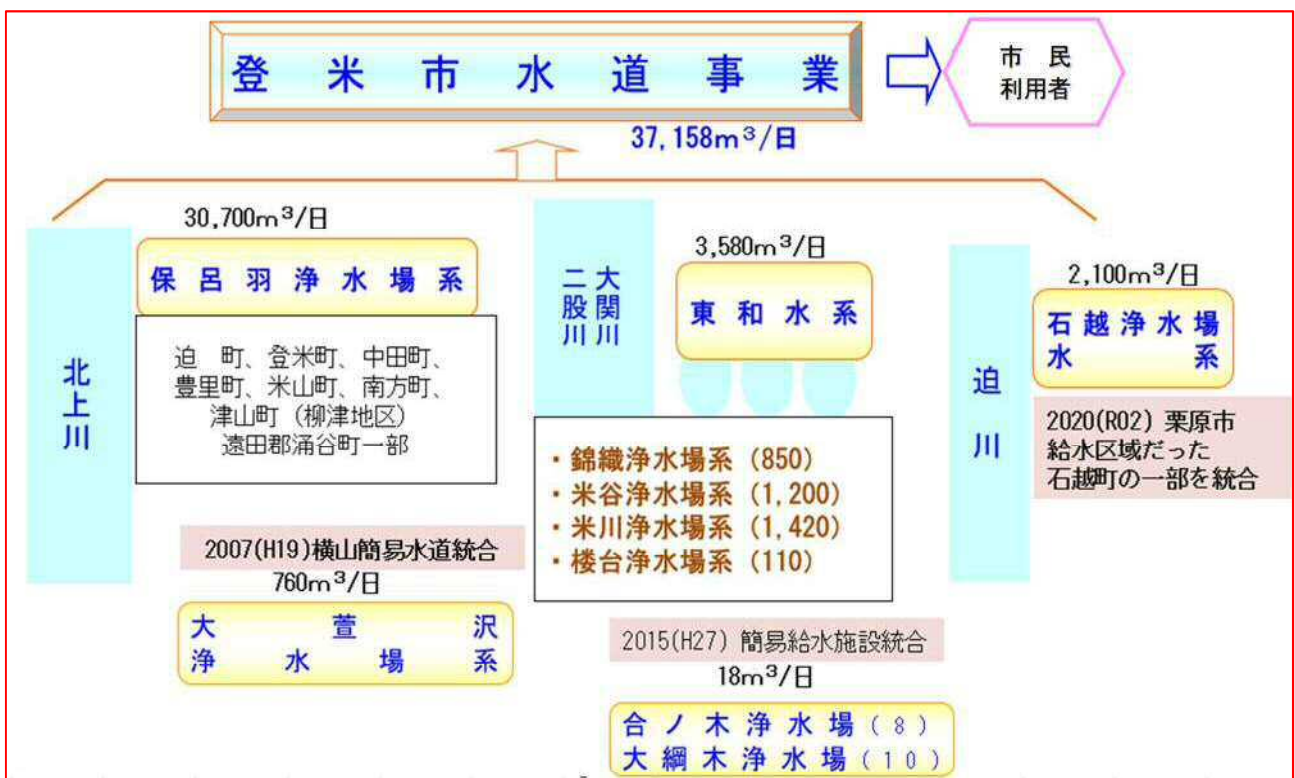 登米市水道事業
市民
利用者
37,158m³/日
30,700m³/日
保呂羽浄水場系
北上川
迫　町、登米町、中田町、
豊里町、米山町、南方町、
津山町（柳津地区）
遠田郡涌谷町一部
2007(H19)横山簡易水道統合
760m³/日
大萱沢
浄水場系
大関川
二股川
3,580m³/日
東和水系
・錦織浄水場系（850）
・米谷浄水場系（1,200）
・米川浄水場系（1,420）
・楼台浄水場系（110）
2015(H27) 簡易給水施設統合
18m³/日
合ノ木浄水場（8）
大綱木浄水場（10）
迫川
2,100m³/日
石越浄水場
水系
2020(R02) 栗原市
給水区域だった
石越町の一部を統合